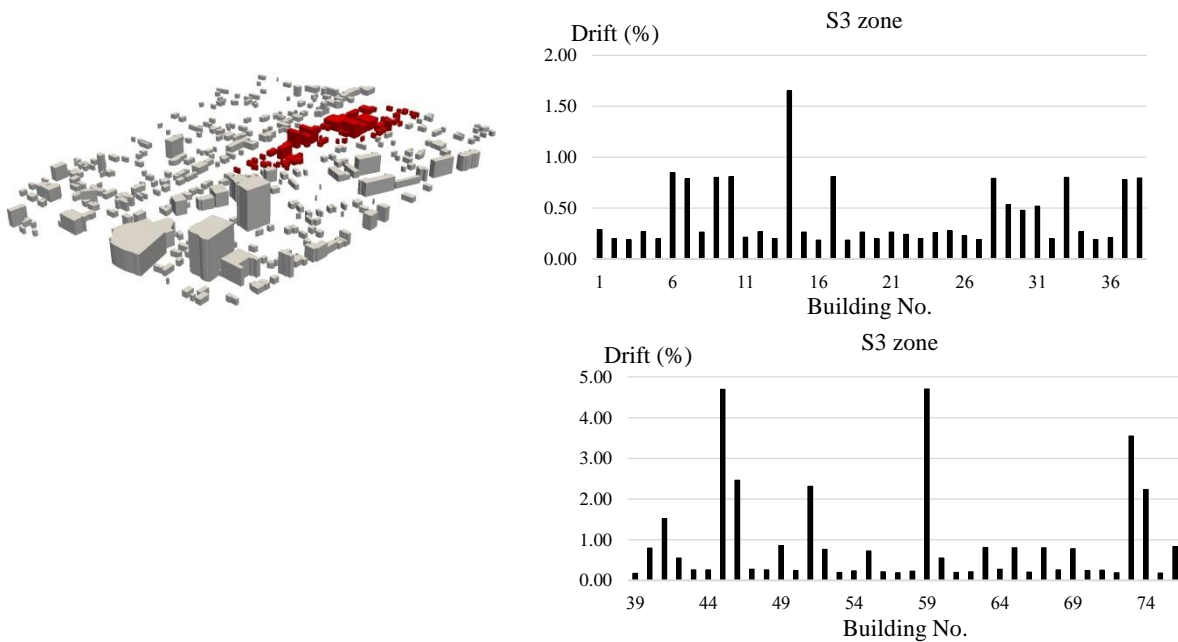 S3 zone
Drift (%)
2.00
1.50
1.00
0.50
0.00
1 6 11 16 21 26 31 36
Building No.
S3 zone
Drift (%)
5.00
4.00
3.00
2.00
1.00
0.00
39 44 49 54 59 64 69 74
Building No.